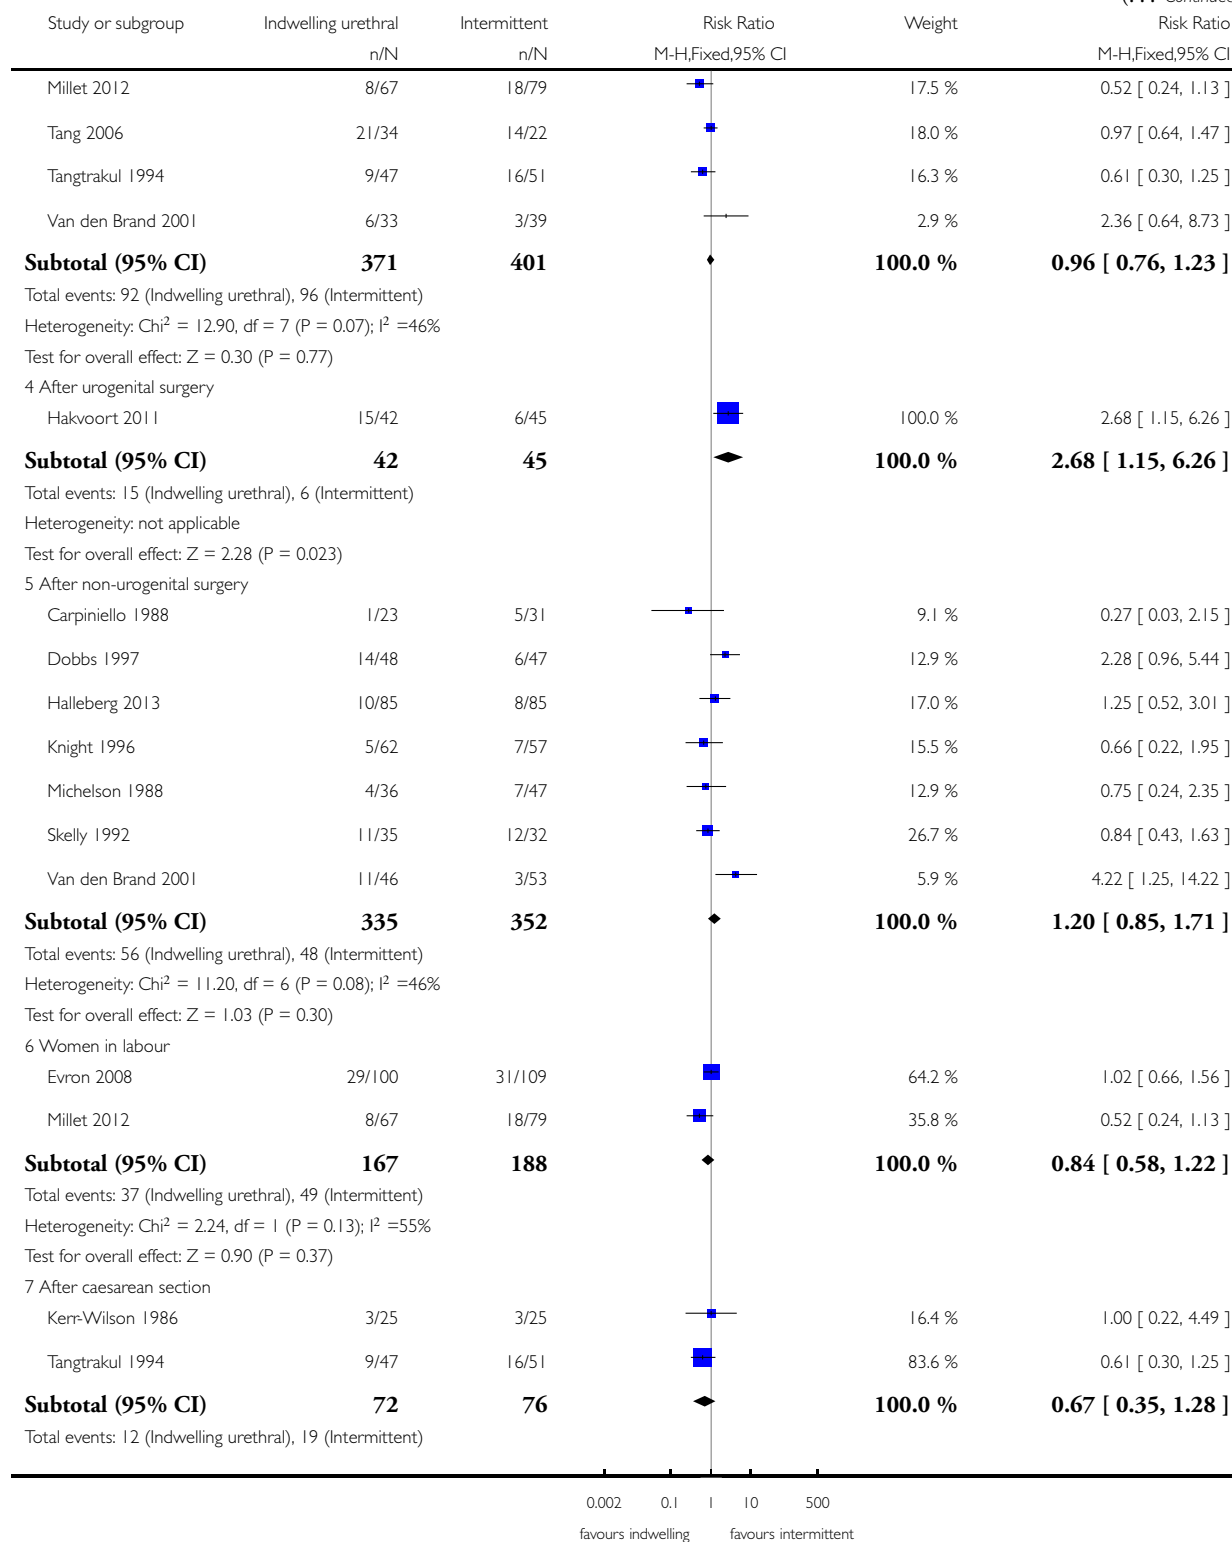 (... Continued
Study or subgroup Indwelling urethral Intermittent Risk Ratio Weight Risk Ratio
n/N n/N M-H,Fixed,95% CI M-H,Fixed,95% CI
Millet 2012 8/67 18/79 17.5 % 0.52 [ 0.24, 1.13 ]
Tang 2006 21/34 14/22 18.0 % 0.97 [ 0.64, 1.47 ]
Tangtrakul 1994 9/47 16/51 16.3 % 0.61 [ 0.30, 1.25 ]
Van den Brand 2001 6/33 3/39 2.9 % 2.36 [ 0.64, 8.73 ]
Subtotal (95% CI) 371 401 100.0 % 0.96 [ 0.76, 1.23 ]
Total events: 92 (Indwelling urethral), 96 (Intermittent)
Heterogeneity: Chi² = 12.90, df = 7 (P = 0.07); I² =46%
Test for overall effect: Z = 0.30 (P = 0.77)
4 After urogenital surgery
Hakvoort 2011 15/42 6/45 100.0 % 2.68 [ 1.15, 6.26 ]
Subtotal (95% CI) 42 45 100.0 % 2.68 [ 1.15, 6.26 ]
Total events: 15 (Indwelling urethral), 6 (Intermittent)
Heterogeneity: not applicable
Test for overall effect: Z = 2.28 (P = 0.023)
5 After non-urogenital surgery
Carpiniello 1988 1/23 5/31 9.1 % 0.27 [ 0.03, 2.15 ]
Dobbs 1997 14/48 6/47 12.9 % 2.28 [ 0.96, 5.44 ]
Halleberg 2013 10/85 8/85 17.0 % 1.25 [ 0.52, 3.01 ]
Knight 1996 5/62 7/57 15.5 % 0.66 [ 0.22, 1.95 ]
Michelson 1988 4/36 7/47 12.9 % 0.75 [ 0.24, 2.35 ]
Skelly 1992 11/35 12/32 26.7 % 0.84 [ 0.43, 1.63 ]
Van den Brand 2001 11/46 3/53 5.9 % 4.22 [ 1.25, 14.22 ]
Subtotal (95% CI) 335 352 100.0 % 1.20 [ 0.85, 1.71 ]
Total events: 56 (Indwelling urethral), 48 (Intermittent)
Heterogeneity: Chi² = 11.20, df = 6 (P = 0.08); I² =46%
Test for overall effect: Z = 1.03 (P = 0.30)
6 Women in labour
Evron 2008 29/100 31/109 64.2 % 1.02 [ 0.66, 1.56 ]
Millet 2012 8/67 18/79 35.8 % 0.52 [ 0.24, 1.13 ]
Subtotal (95% CI) 167 188 100.0 % 0.84 [ 0.58, 1.22 ]
Total events: 37 (Indwelling urethral), 49 (Intermittent)
Heterogeneity: Chi² = 2.24, df = 1 (P = 0.13); I² =55%
Test for overall effect: Z = 0.90 (P = 0.37)
7 After caesarean section
Kerr-Wilson 1986 3/25 3/25 16.4 % 1.00 [ 0.22, 4.49 ]
Tangtrakul 1994 9/47 16/51 83.6 % 0.61 [ 0.30, 1.25 ]
Subtotal (95% CI) 72 76 100.0 % 0.67 [ 0.35, 1.28 ]
Total events: 12 (Indwelling urethral), 19 (Intermittent)
0.002 0.1 1 10 500
favours indwelling favours intermittent